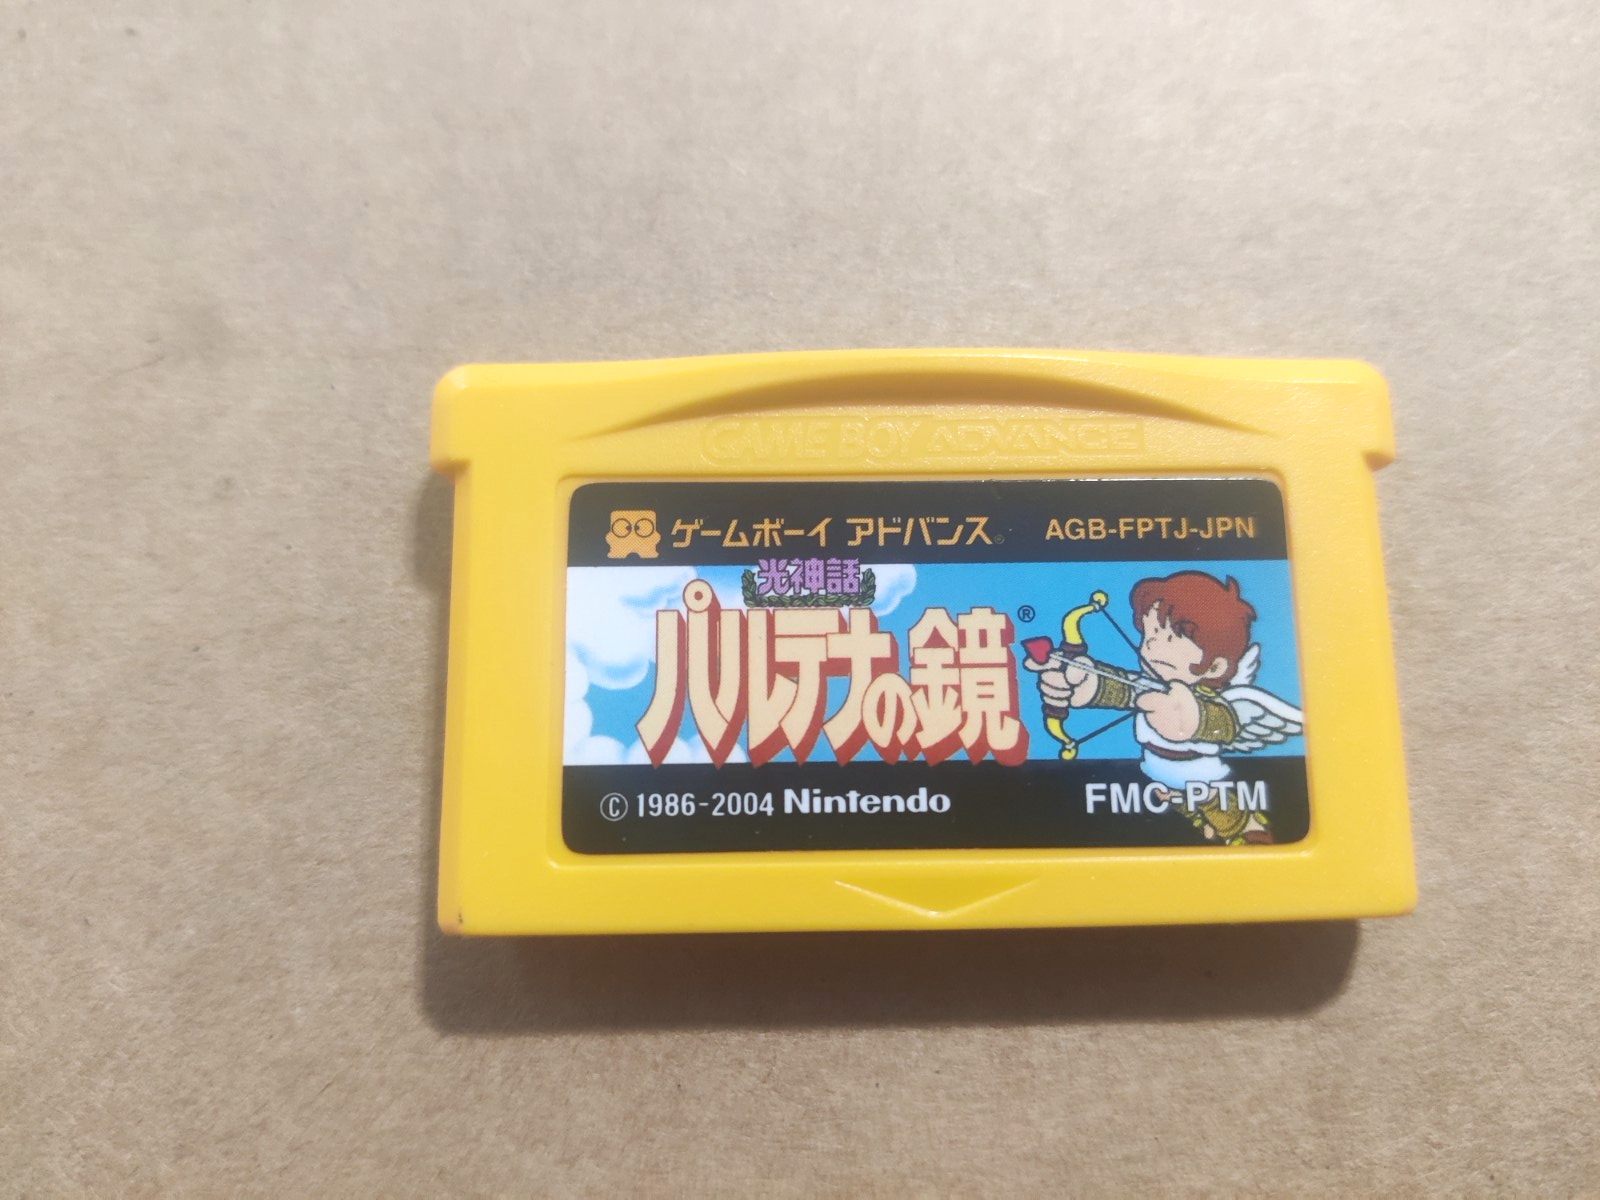 GAME BOY ADVANCE
ゲームボーイ アドバンス® AGB-FPTJ-JPN
光神話
パルテナの鏡®
© 1986-2004 Nintendo FMC-PTM